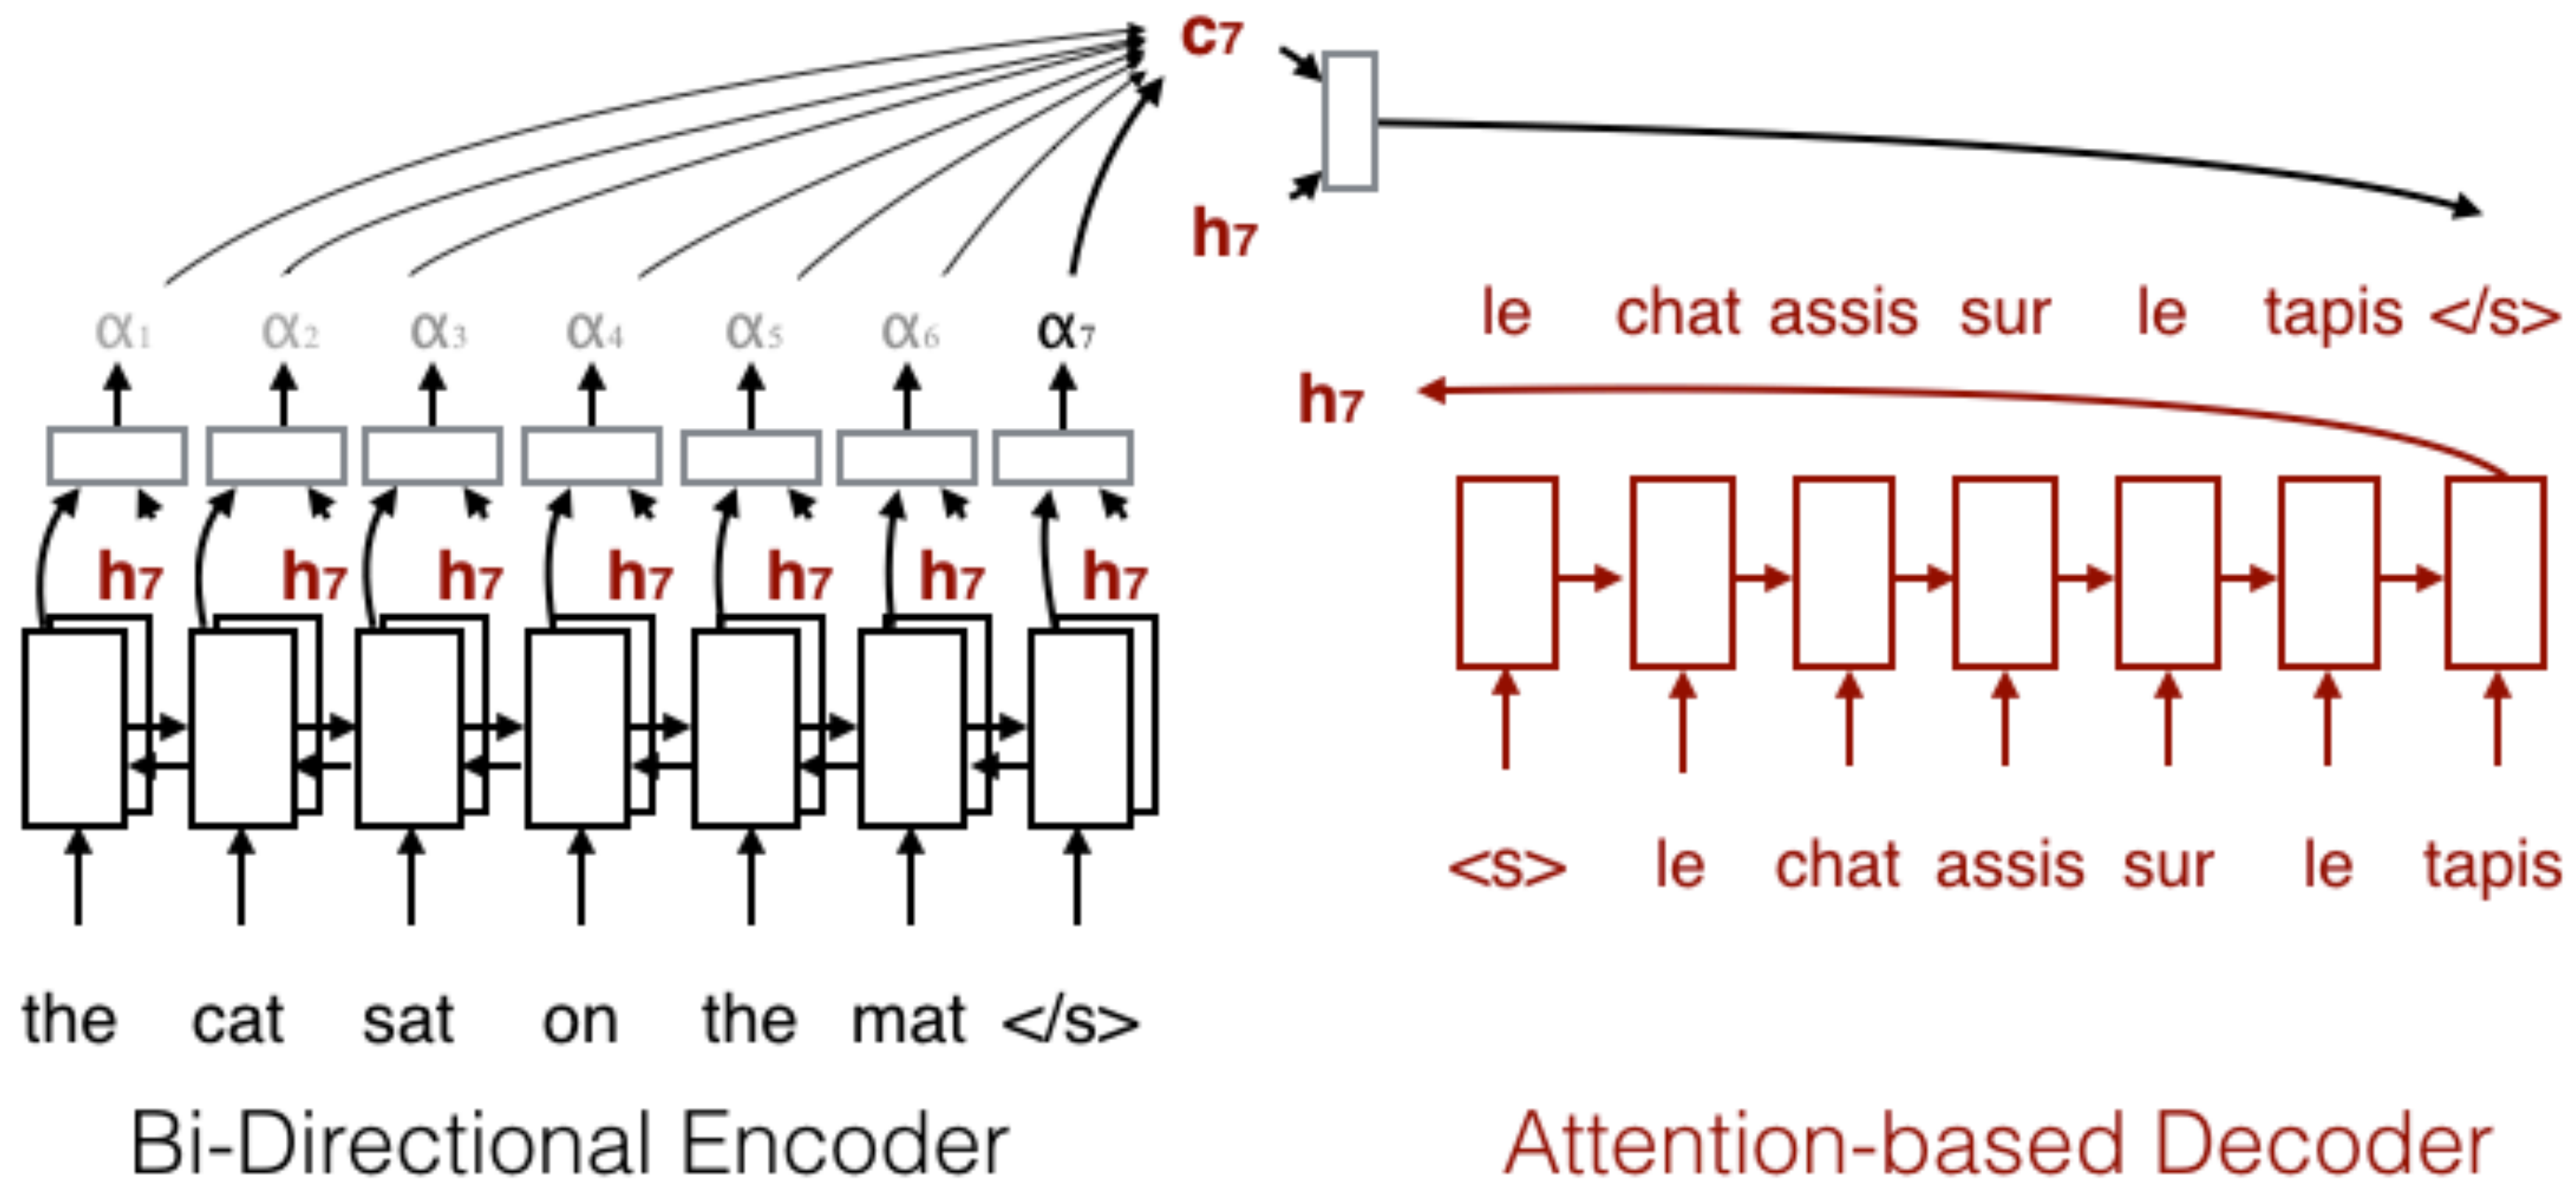 c7
h7
le chat assis sur le tapis </s>
α1 α2 α3 α4 α5 α6 α7
h7
h7 h7 h7 h7 h7 h7 h7
<s> le chat assis sur le tapis
the cat sat on the mat </s>
Bi-Directional Encoder
Attention-based Decoder